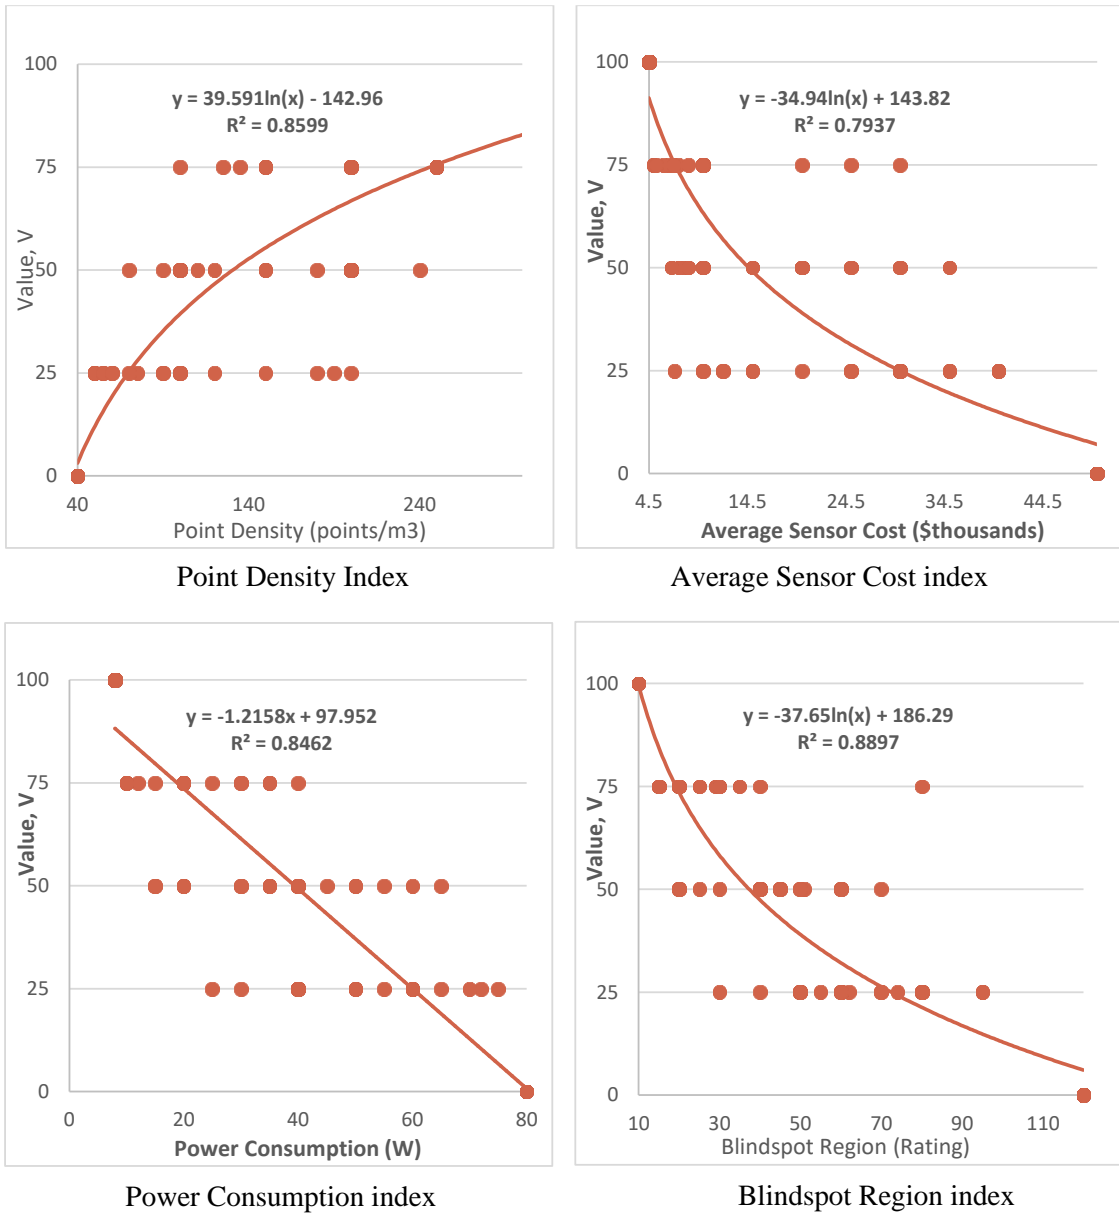 100
75
50
25
0
Value, V
y = 39.591ln(x) - 142.96
R² = 0.8599
40
140
240
Point Density (points/m3)
Point Density Index
100
75
50
25
0
Value, V
y = -34.94ln(x) + 143.82
R² = 0.7937
4.5
14.5
24.5
34.5
44.5
Average Sensor Cost ($thousands)
Average Sensor Cost index
100
75
50
25
0
Value, V
y = -1.2158x + 97.952
R² = 0.8462
0
20
40
60
80
Power Consumption (W)
Power Consumption index
100
75
50
25
0
Value, V
y = -37.65ln(x) + 186.29
R² = 0.8897
10
30
50
70
90
110
Blindspot Region (Rating)
Blindspot Region index